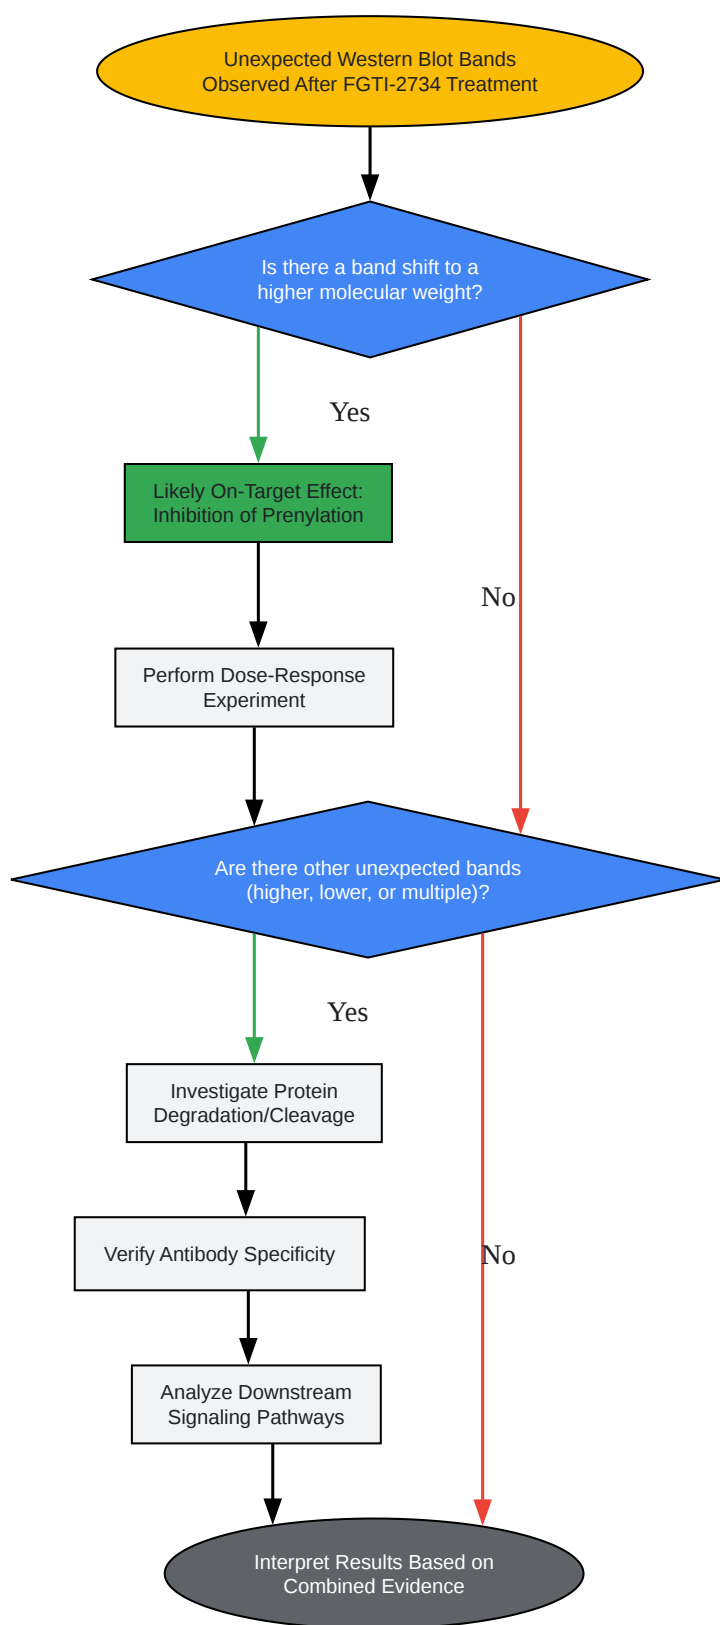 Unexpected Western Blot Bands
Observed After FGTI-2734 Treatment
Is there a band shift to a
higher molecular weight?
Yes
Likely On-Target Effect:
Inhibition of Prenylation
No
Perform Dose-Response
Experiment
Are there other unexpected bands
(higher, lower, or multiple)?
Yes
Investigate Protein
Degradation/Cleavage
Verify Antibody Specificity
No
Analyze Downstream
Signaling Pathways
Interpret Results Based on
Combined Evidence